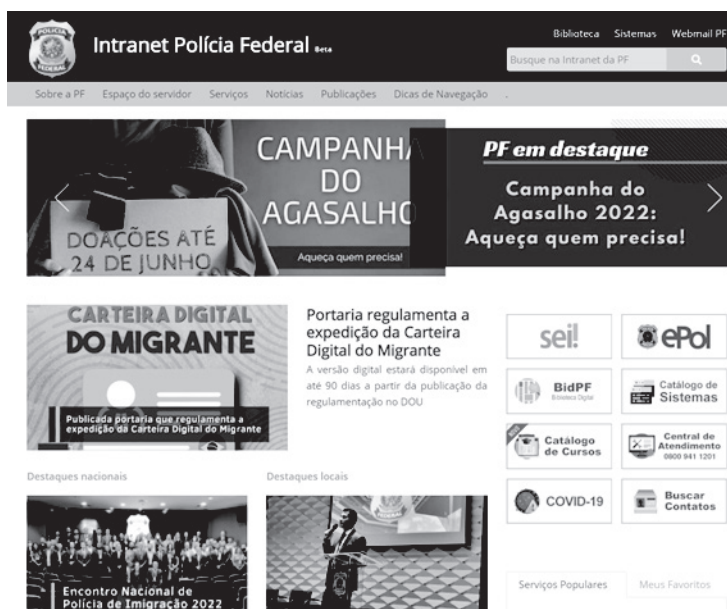 POLÍCIA
FEDERAL
Intranet Polícia Federal Beta
Biblioteca Sistemas Webmail PF
Busque na Intranet da PF
Sobre a PF Espaço do servidor Serviços Notícias Publicações Dicas de Navegação .
DOAÇÕES ATÉ
24 DE JUNHO
CAMPANHA
DO
AGASALHO
Aqueça quem precisa!
PF em destaque
Campanha do
Agasalho 2022:
Aqueça quem precisa!
CARTEIRA DIGITAL
DO MIGRANTE
Publicada portaria que regulamenta a
expedição da Carteira Digital do Migrante
Portaria regulamenta a
expedição da Carteira
Digital do Migrante
A versão digital estará disponível em
até 90 dias a partir da publicação da
regulamentação no DOU
sei!
ePol
BidPF
Biblioteca Digital
Catálogo de
Sistemas
Catálogo
de Cursos
Central de
Atendimento
0800 941 1201
COVID-19
Buscar
Contatos
Destaques nacionais
Destaques locais
Encontro Nacional de
Polícia de Imigração 2022
Serviços Populares
Meus Favoritos